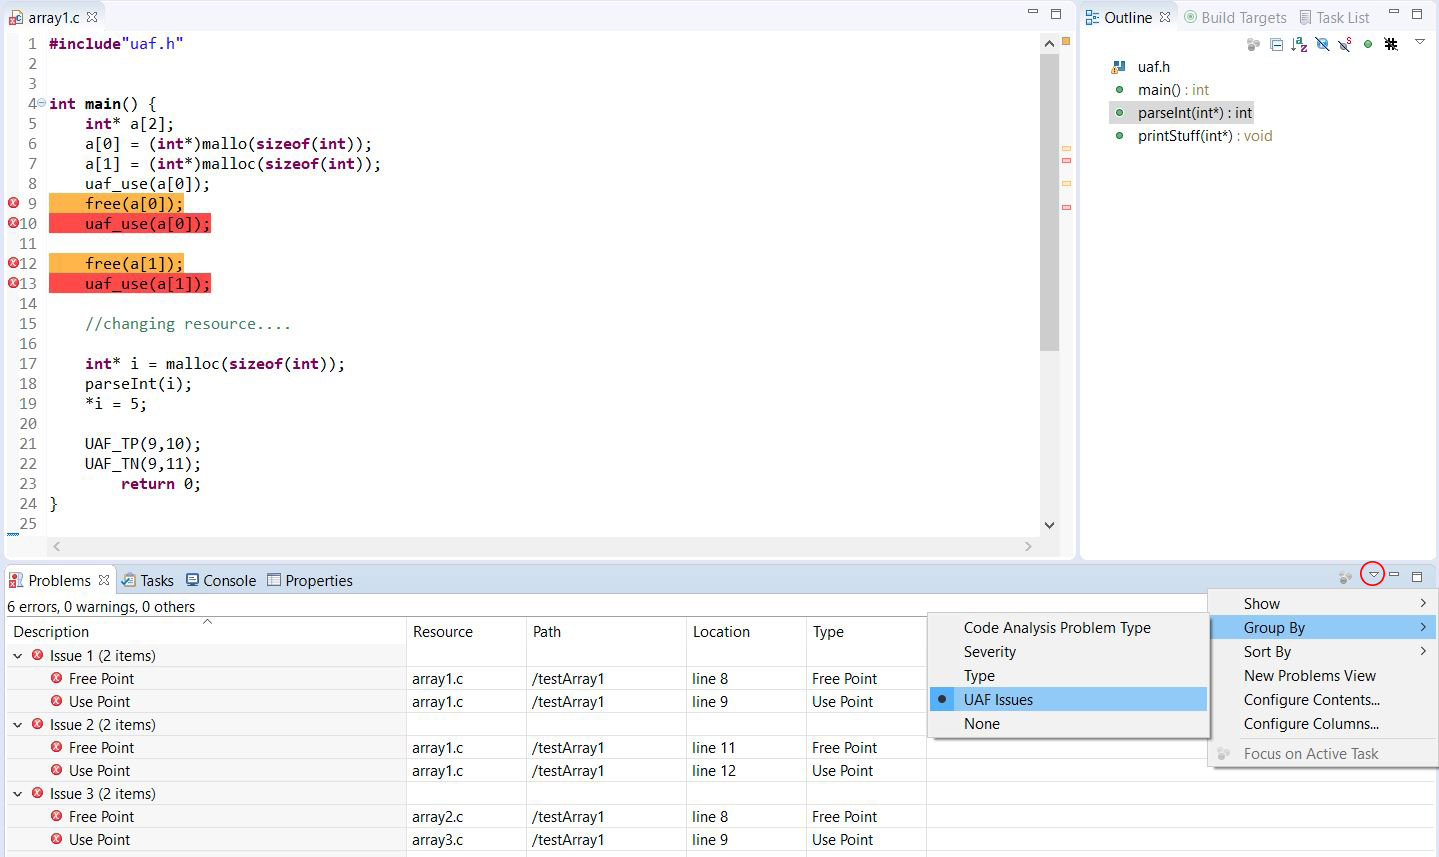 array1.c
1 #include"uaf.h"
2
3
4 int main() {
5 int* a[2];
6 a[0] = (int*)mallo(sizeof(int));
7 a[1] = (int*)malloc(sizeof(int));
8 uaf_use(a[0]);
9 free(a[0]);
10 uaf_use(a[0]);
11
12 free(a[1]);
13 uaf_use(a[1]);
14
15 //changing resource....
16
17 int* i = malloc(sizeof(int));
18 parseInt(i);
19 *i = 5;
20
21 UAF_TP(9,10);
22 UAF_TN(9,11);
23 return 0;
24 }
25
Outline Build Targets Task List
uaf.h
main() : int
parseInt(int*) : int
printStuff(int*) : void
Problems Tasks Console Properties
6 errors, 0 warnings, 0 others
Description Resource Path Location Type
Issue 1 (2 items)
Free Point array1.c /testArray1 line 8 Free Point
Use Point array1.c /testArray1 line 9 Use Point
Issue 2 (2 items)
Free Point array1.c /testArray1 line 11 Free Point
Use Point array1.c /testArray1 line 12 Use Point
Issue 3 (2 items)
Free Point array2.c /testArray1 line 8 Free Point
Use Point array3.c /testArray1 line 9 Use Point
Code Analysis Problem Type
Severity
Type
UAF Issues
None
Show
Group By
Sort By
New Problems View
Configure Contents...
Configure Columns...
Focus on Active Task